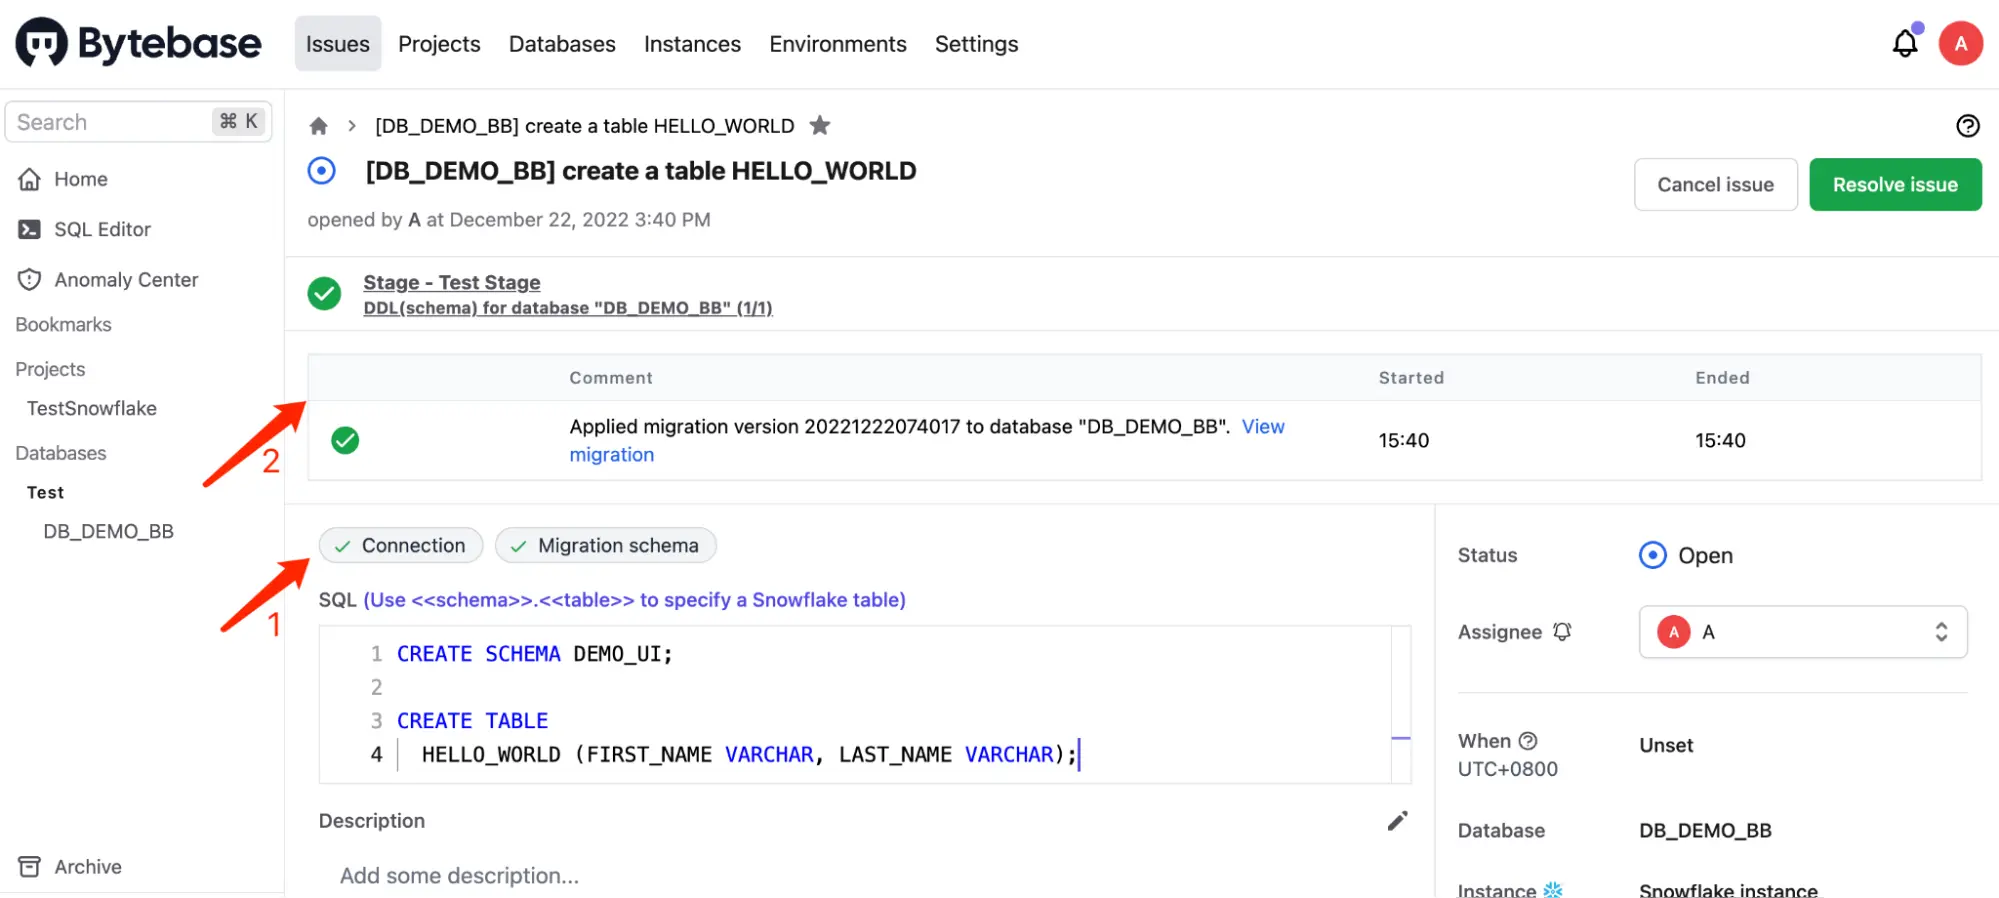 Bytebase
Issues Projects Databases Instances Environments Settings
A
Search ⌘ K
[DB_DEMO_BB] create a table HELLO_WORLD
Home
SQL Editor
Anomaly Center
Bookmarks
Projects
TestSnowflake
Databases
Test
DB_DEMO_BB
Archive
[DB_DEMO_BB] create a table HELLO_WORLD
opened by A at December 22, 2022 3:40 PM
Cancel issue
Resolve issue
Stage - Test Stage
DDL(schema) for database "DB_DEMO_BB" (1/1)
Comment Started Ended
Applied migration version 20221222074017 to database "DB_DEMO_BB". View
migration
15:40 15:40
2
1
Connection Migration schema
SQL (Use <<schema>>.<<table>> to specify a Snowflake table)
1 CREATE SCHEMA DEMO_UI;
2
3 CREATE TABLE
4 HELLO_WORLD (FIRST_NAME VARCHAR, LAST_NAME VARCHAR);
Description
Add some description...
Status Open
Assignee A A
When Unset
UTC+0800
Database DB_DEMO_BB
Instance Snowflake instance